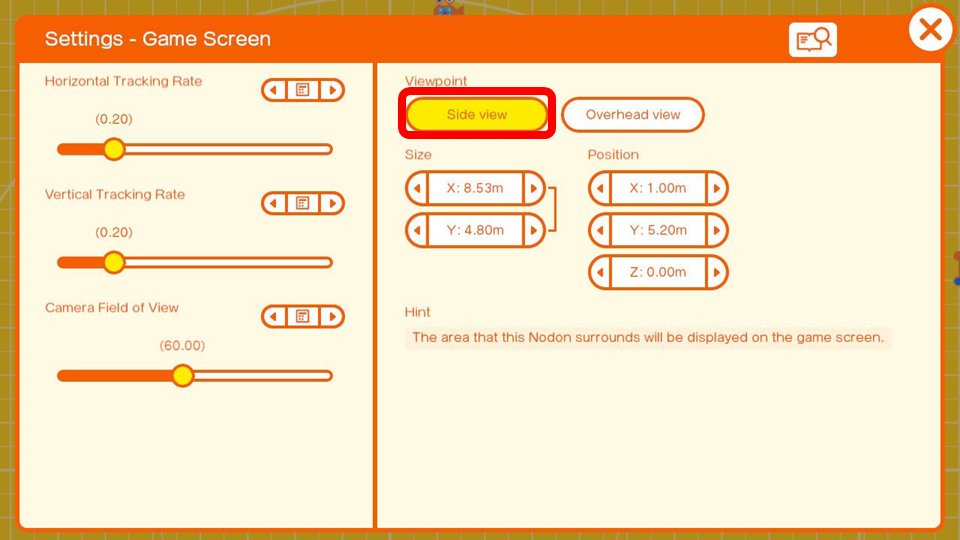 Settings - Game Screen
Horizontal Tracking Rate
(0.20)
Vertical Tracking Rate
(0.20)
Camera Field of View
(60.00)
Viewpoint
Side view
Overhead view
Size
Position
X: 8.53m
X: 1.00m
Y: 4.80m
Y: 5.20m
Z: 0.00m
Hint
The area that this Nodon surrounds will be displayed on the game screen.